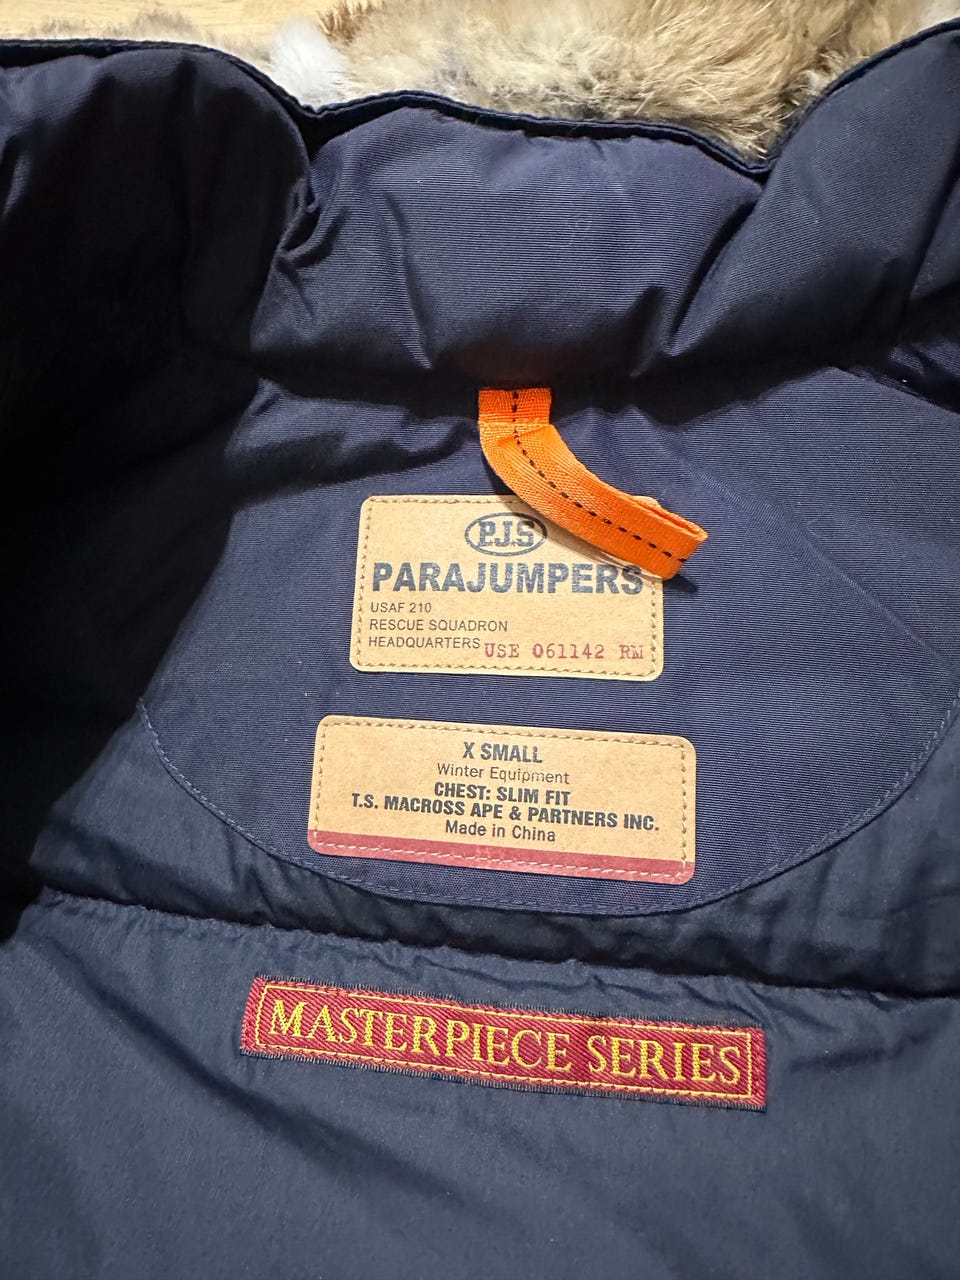 P.J.S
PARAJUMPERS
USAF 210
RESCUE SQUADRON
HEADQUARTERS USE 061142 RM
X SMALL
Winter Equipment
CHEST: SLIM FIT
T.S. MACROSS APE & PARTNERS INC.
Made in China
MASTERPIECE SERIES